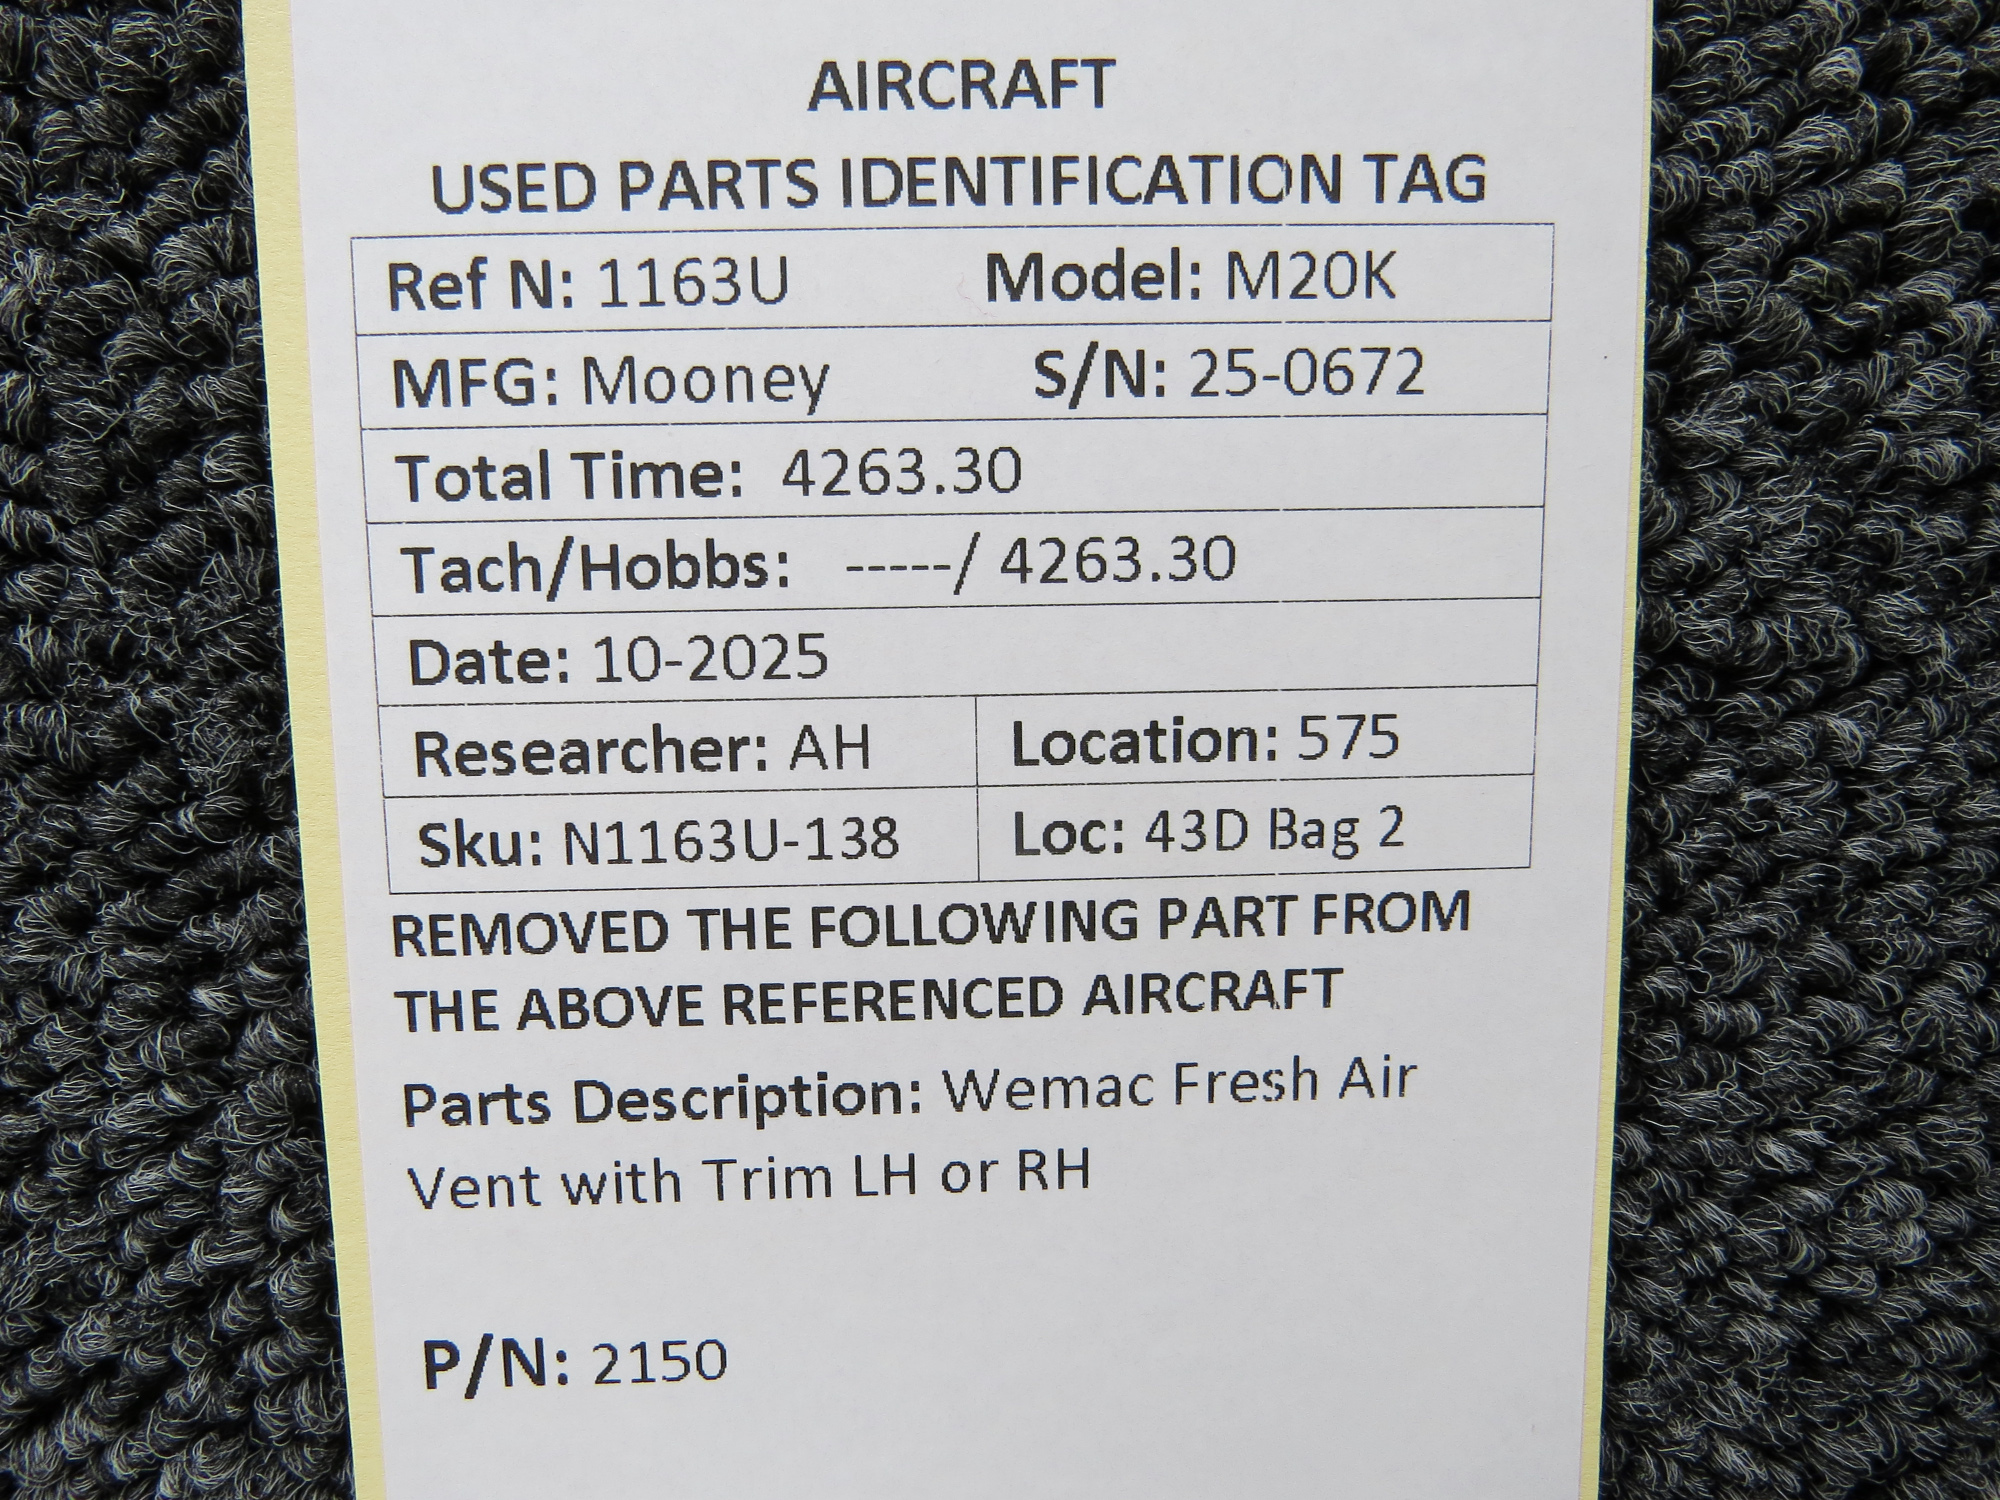 AIRCRAFT
USED PARTS IDENTIFICATION TAG
Ref N: 1163U Model: M20K
MFG: Mooney S/N: 25-0672
Total Time: 4263.30
Tach/Hobbs: -----/ 4263.30
Date: 10-2025
Researcher: AH Location: 575
Sku: N1163U-138 Loc: 43D Bag 2
REMOVED THE FOLLOWING PART FROM
THE ABOVE REFERENCED AIRCRAFT
Parts Description: Wemac Fresh Air
Vent with Trim LH or RH
P/N: 2150